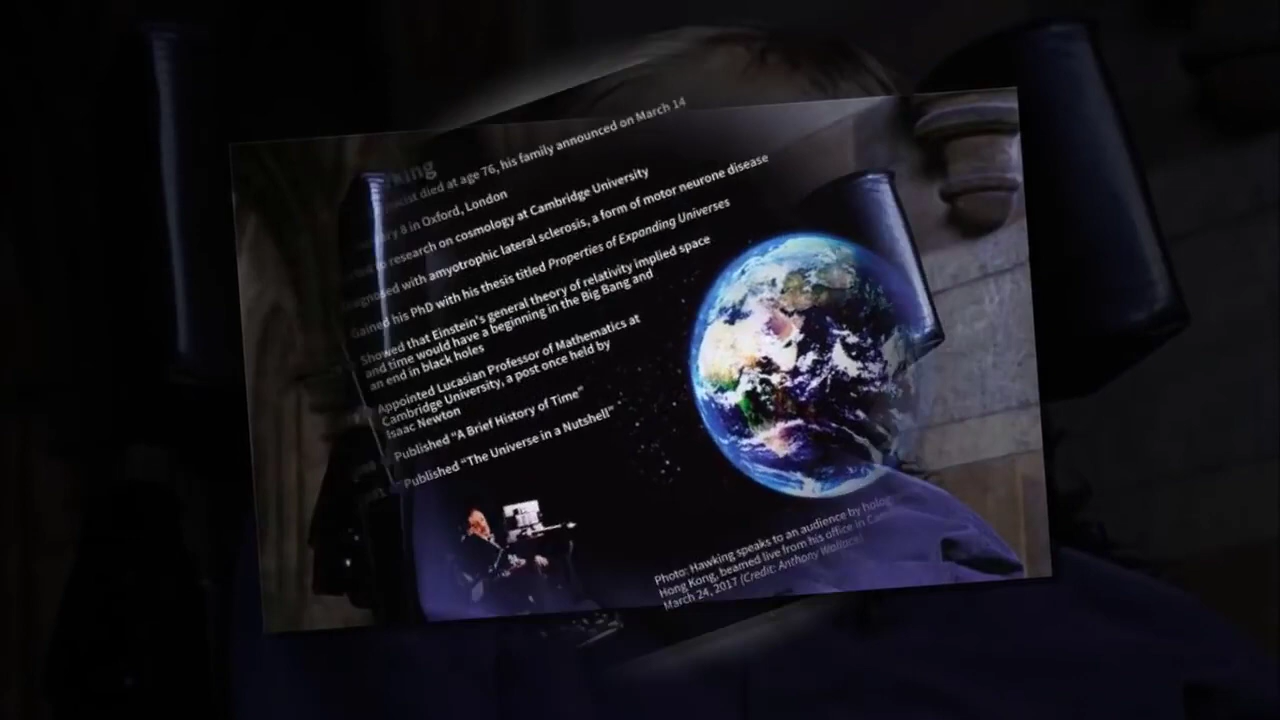 died at age 76, his family announced on March 14
8 in Oxford, London
research on cosmology at Cambridge University
with amyotrophic lateral sclerosis, a form of motor neurone disease
Gained his PhD with his thesis titled Properties of Expanding Universes
Showed that Einstein's general theory of relativity implied space
and time would have a beginning in the Big Bang and
an end in black holes
Appointed Lucasian Professor of Mathematics at
Cambridge University, a post once held by
Isaac Newton
Published “A Brief History of Time”
Published “The Universe in a Nutshell”
Photo: Hawking speaks to an audience by
Hong Kong, beamed live from his office in
March 24, 2017 (Credit: Anthony Wallace)